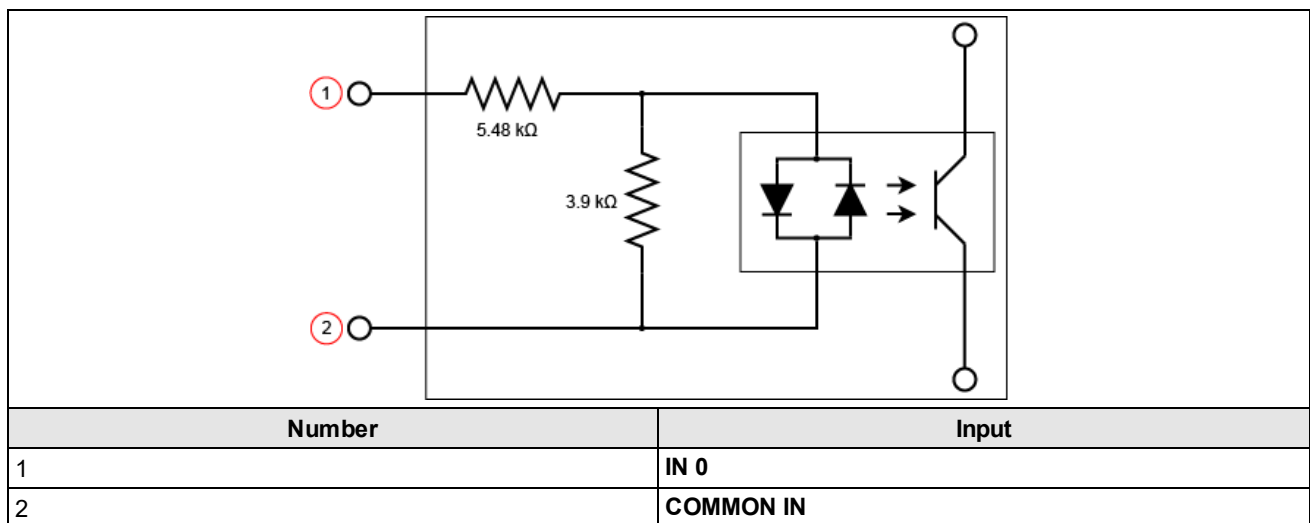 1
5.48 kΩ
3.9 kΩ
2
Number Input
1 IN 0
2 COMMON IN